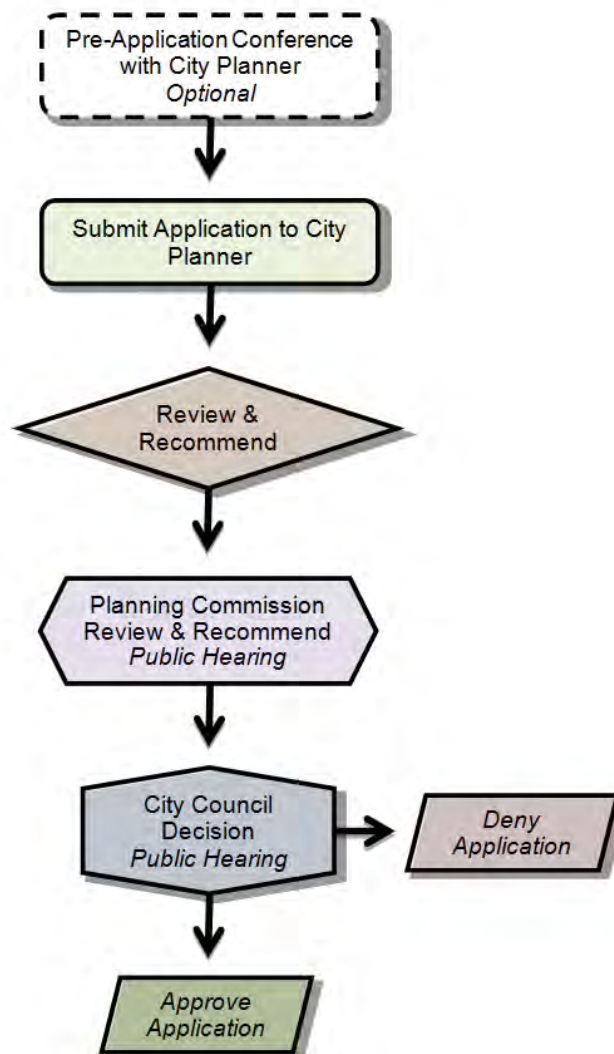 Pre-Application Conference
with City Planner
Optional
Submit Application to City
Planner
Review &
Recommend
Planning Commission
Review & Recommend
Public Hearing
City Council
Decision
Public Hearing
Deny
Application
Approve
Application